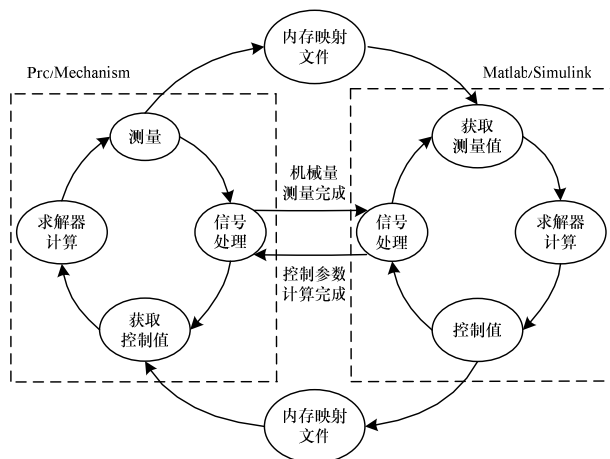 内存映射
文件
Pro/Mechanism
Matlab/Simulink
测量
获取
测量值
机械量
测量完成
求解器
计算
信号
处理
信号
处理
求解器
计算
控制参数
计算完成
获取
控制值
控制值
内存映射
文件